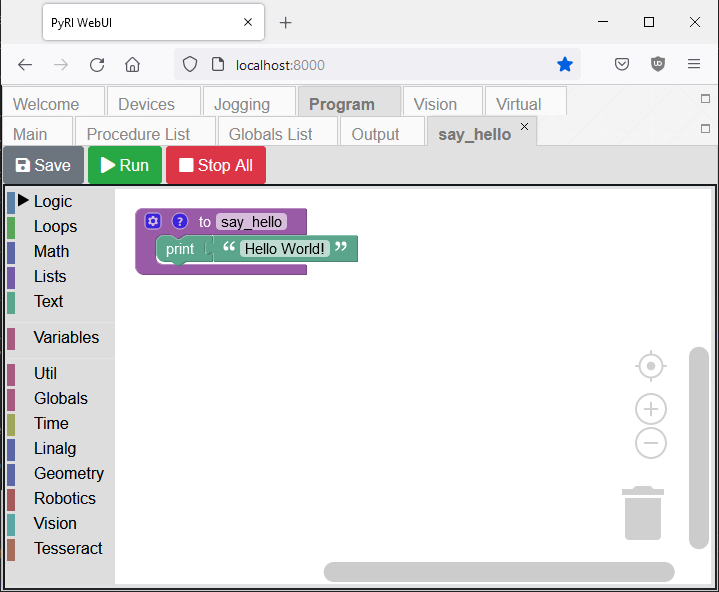 PyRI WebUI
localhost:8000
Welcome Devices Jogging Program Vision Virtual
Main Procedure List Globals List Output say_hello
Save Run Stop All
Logic
Loops
Math
Lists
Text
Variables
Util
Globals
Time
Linalg
Geometry
Robotics
Vision
Tesseract
? to say_hello
print “ Hello World! ”